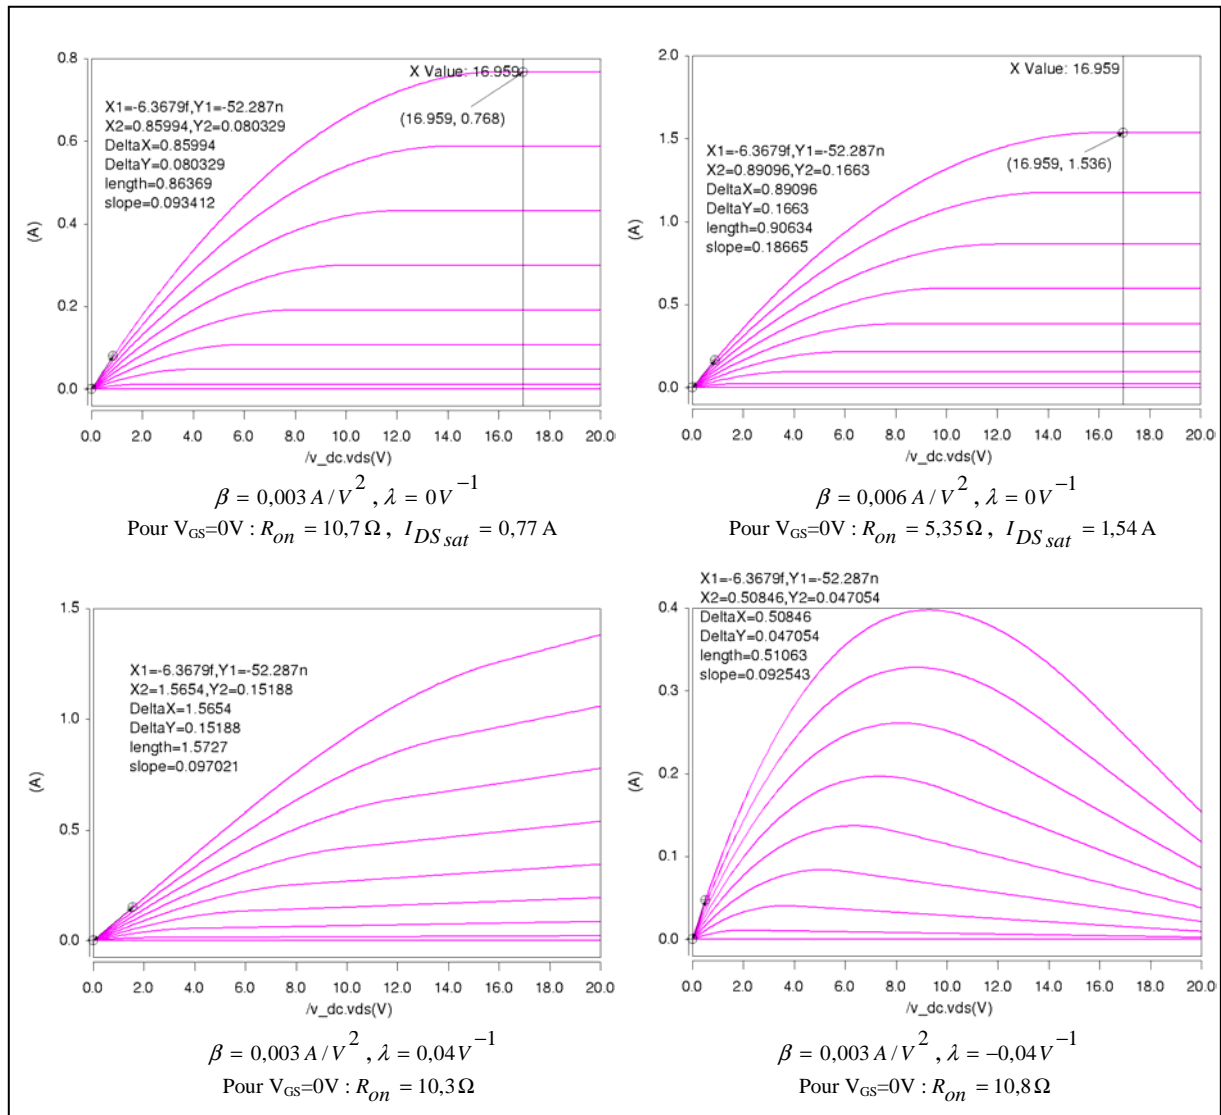 0.8
0.6
0.4
0.2
0.0
(A)
X Value: 16.959
(16.959, 0.768)
X1=-6.3679f,Y1=-52.287n
X2=0.85994,Y2=0.080329
DeltaX=0.85994
DeltaY=0.080329
length=0.86369
slope=0.093412
0.0 2.0 4.0 6.0 8.0 10.0 12.0 14.0 16.0 18.0 20.0
/v_dc.vds(V)
β = 0,003 A/V², λ = 0V⁻¹
Pour VGS=0V : Ron = 10,7 Ω , IDS sat = 0,77 A
2.0
1.5
1.0
0.5
0.0
(A)
X Value: 16.959
(16.959, 1.536)
X1=-6.3679f,Y1=-52.287n
X2=0.89096,Y2=0.1663
DeltaX=0.89096
DeltaY=0.1663
length=0.90634
slope=0.18665
0.0 2.0 4.0 6.0 8.0 10.0 12.0 14.0 16.0 18.0 20.0
/v_dc.vds(V)
β = 0,006 A/V², λ = 0V⁻¹
Pour VGS=0V : Ron = 5,35 Ω , IDS sat = 1,54 A
1.5
1.0
0.5
0.0
(A)
X1=-6.3679f,Y1=-52.287n
X2=1.5654,Y2=0.15188
DeltaX=1.5654
DeltaY=0.15188
length=1.5727
slope=0.097021
0.0 2.0 4.0 6.0 8.0 10.0 12.0 14.0 16.0 18.0 20.0
/v_dc.vds(V)
β = 0,003 A/V², λ = 0,04V⁻¹
Pour VGS=0V : Ron = 10,3 Ω
X1=-6.3679f,Y1=-52.287n
X2=0.50846,Y2=0.047054
DeltaX=0.50846
DeltaY=0.047054
length=0.51063
slope=0.092543
0.4
0.3
0.2
0.1
0.0
(A)
0.0 2.0 4.0 6.0 8.0 10.0 12.0 14.0 16.0 18.0 20.0
/v_dc.vds(V)
β = 0,003 A/V², λ = −0,04V⁻¹
Pour VGS=0V : Ron = 10,8 Ω